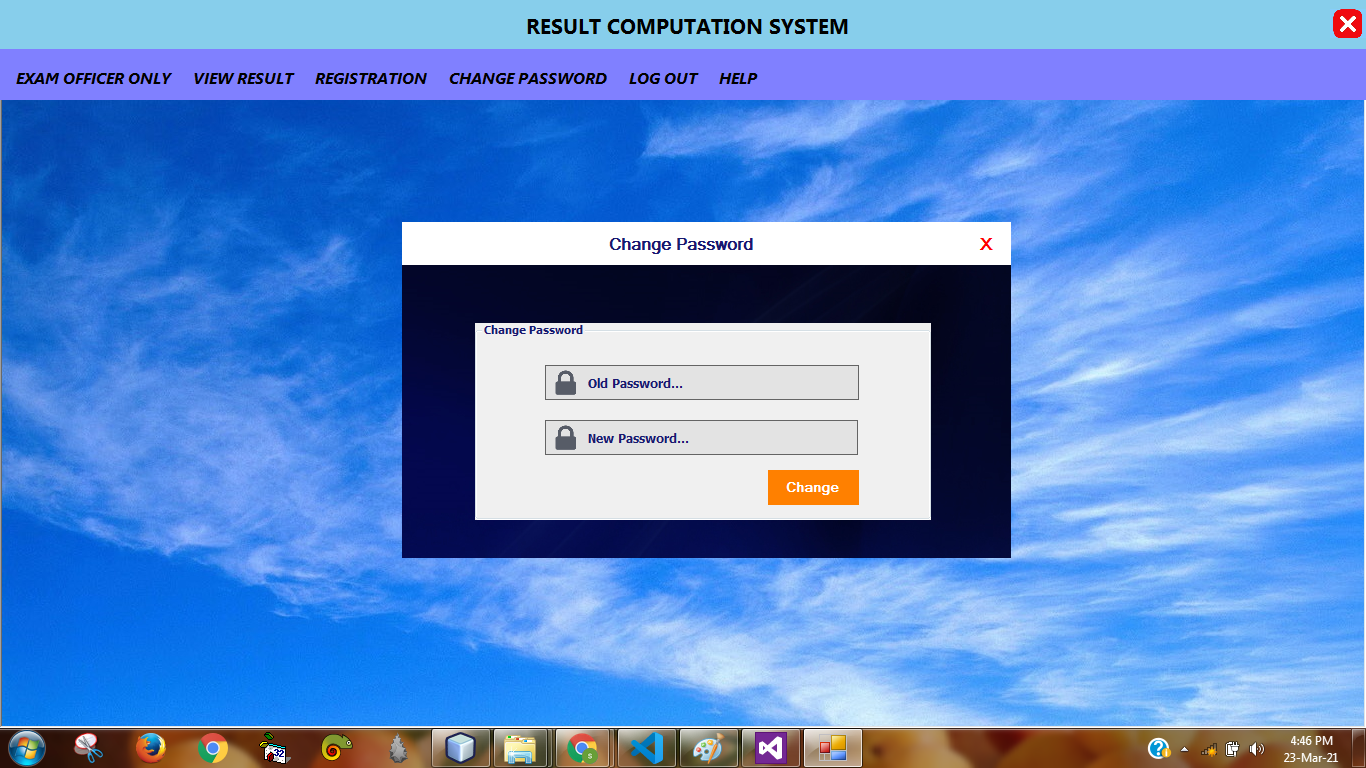 RESULT COMPUTATION SYSTEM
EXAM OFFICER ONLY VIEW RESULT REGISTRATION CHANGE PASSWORD LOG OUT HELP
Change Password X
Change Password
Old Password...
New Password...
Change
4:46 PM
23-Mar-21